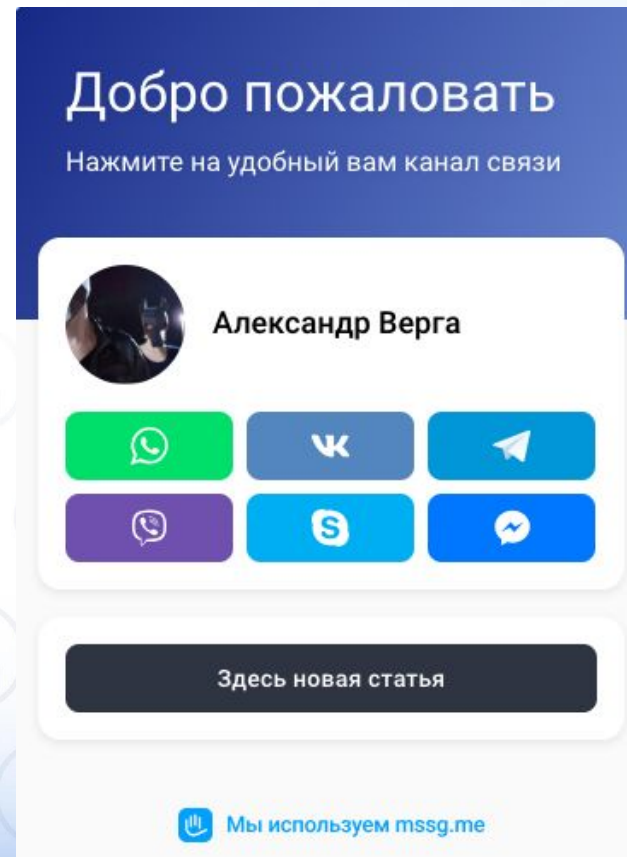 Добро пожаловать
Нажмите на удобный вам канал связи
Александр Верга
Здесь новая статья
Мы используем mssg.me